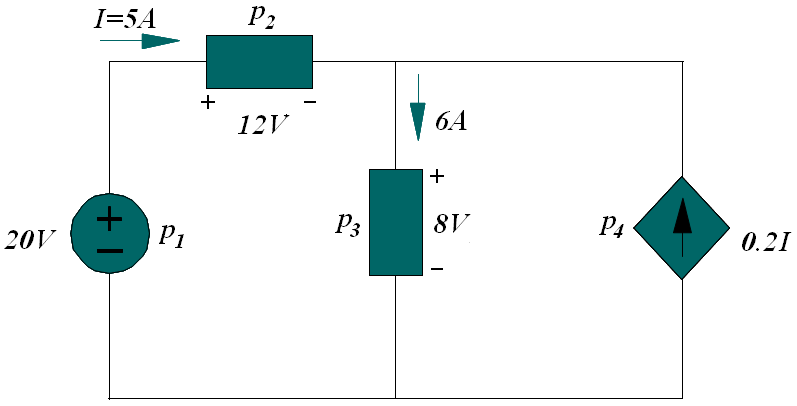 I=5A
p2
+ −
12V
6A
+
−
20V
p1
p3
+
8V
−
p4
0.2I